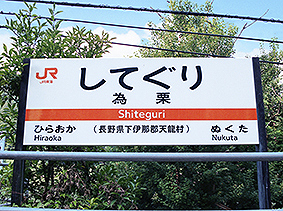 JR
JR東海
してぐり
為栗
Shiteguri
ひらおか
Hiraoka
(長野県下伊那郡天龍村)
ぬくた
Nukuta